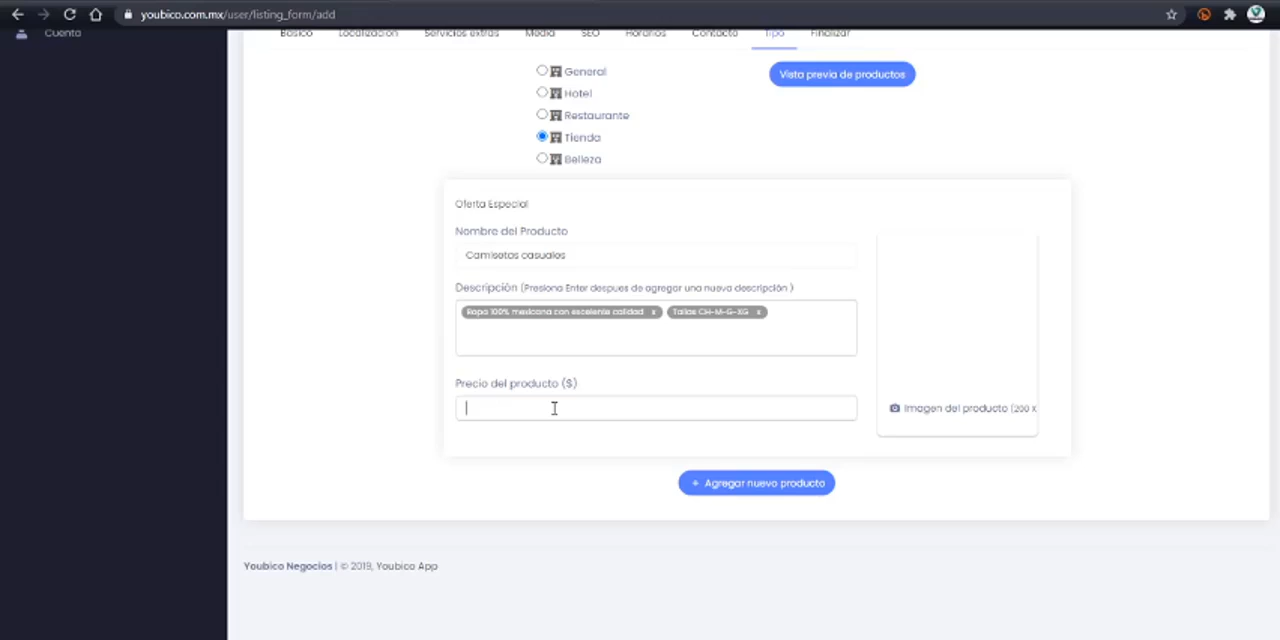 youbico.com.mx/user/listing_form/add
Cuenta
Básico Localización Servicios extras Media SEO Horarios Contacto Tipo Finalizar
General
Vista previa de productos
Hotel
Restaurante
Tienda
Belleza
Oferta Especial
Nombre del Producto
Camisetas casuales
Descripción (Presiona Enter despues de agregar una nueva descripción )
Ropa 100% mexicana con excelente calidad x Tallas CH-M-G-XG x
Precio del producto ($)
Imagen del producto (200 X
+ Agregar nuevo producto
Youbico Negocios | © 2019, Youbico App